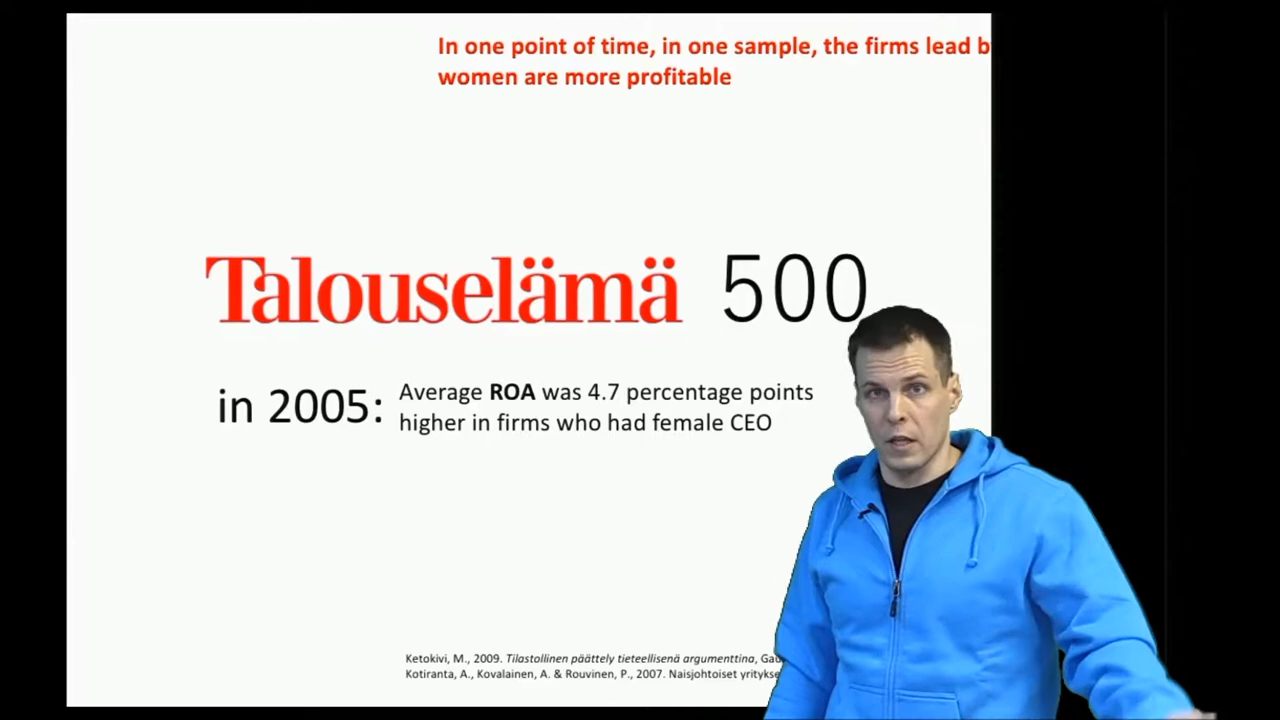 In one point of time, in one sample, the firms lead b
women are more profitable
Talouselämä 500
in 2005: Average ROA was 4.7 percentage points
higher in firms who had female CEO
Ketokivi, M., 2009. Tilastollinen päättely tieteellisenä argumenttina, Gau
Kotiranta, A., Kovalainen, A. & Rouvinen, P., 2007. Naisjohtoiset yritykse